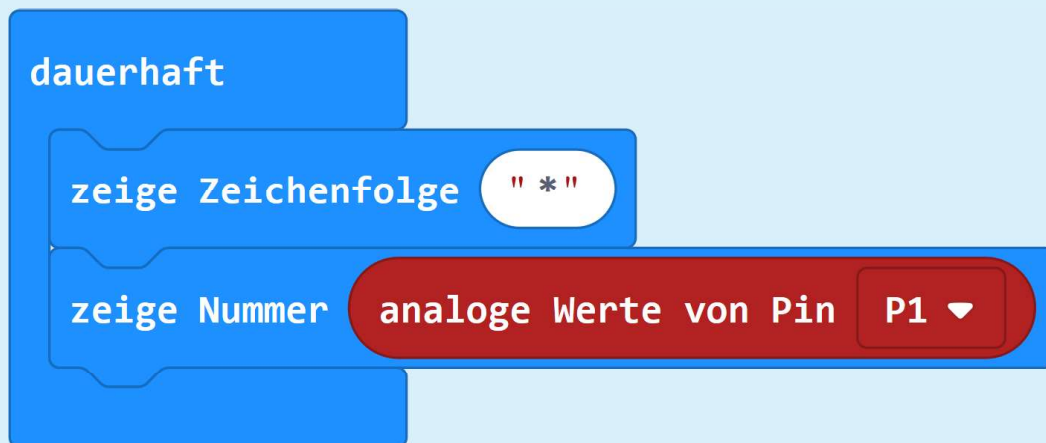 dauerhaft
zeige Zeichenfolge "*"
zeige Nummer analoge Werte von Pin P1